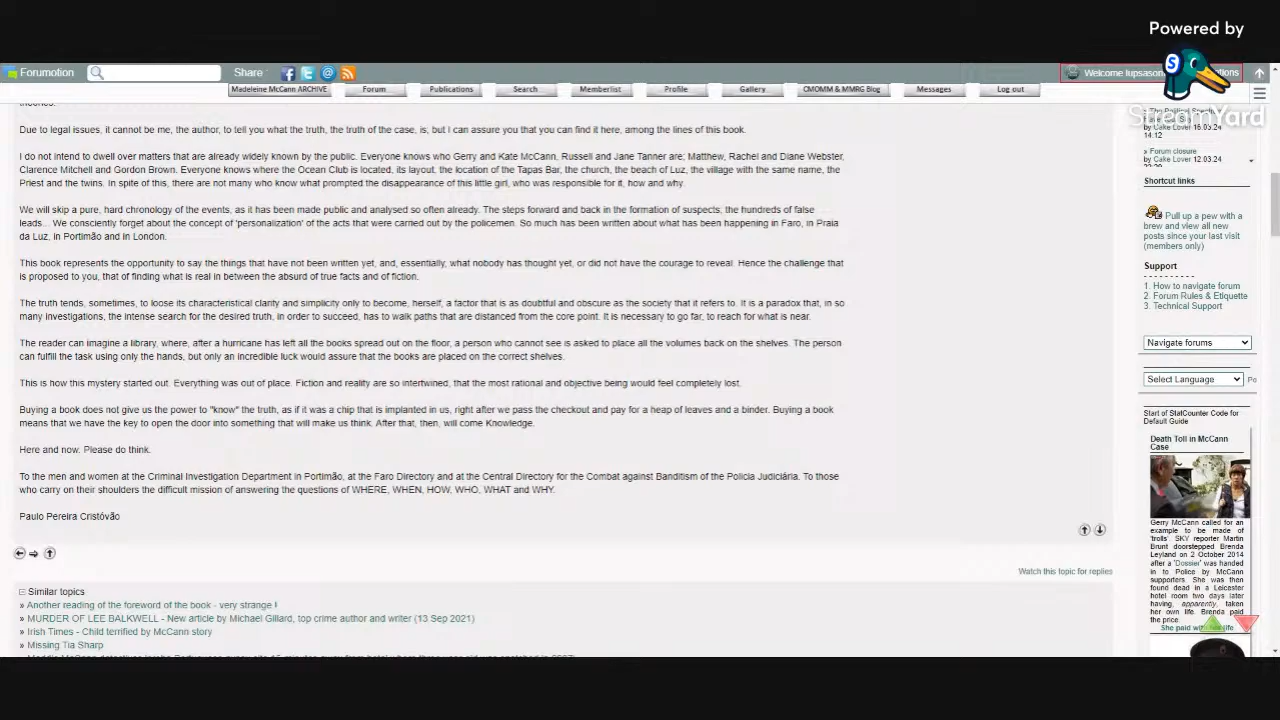 Powered by
StreamYard
Forumotion
Share
Welcome lupsason
Madeleine McCann ARCHIVE
Forum
Publications
Search
Memberlist
Profile
Gallery
CMOMM & MMRG Blog
Messages
Log out
theories.
Due to legal issues, it cannot be me, the author, to tell you what the truth, the truth of the case, is, but I can assure you that you can find it here, among the lines of this book.
I do not intend to dwell over matters that are already widely known by the public. Everyone knows who Gerry and Kate McCann, Russell and Jane Tanner are; Matthew, Rachel and Diane Webster,
Clarence Mitchell and Gordon Brown. Everyone knows where the Ocean Club is located, its layout, the location of the Tapas Bar, the church, the beach of Luz, the village with the same name, the
Priest and the twins. In spite of this, there are not many who know what prompted the disappearance of this little girl, who was responsible for it, how and why.
We will skip a pure, hard chronology of the events, as it has been made public and analysed so often already. The steps forward and back in the formation of suspects, the hundreds of false
leads... We consciously forget about the concept of 'personalization' of the acts that were carried out by the policemen. So much has been written about what has been happening in Faro, in Praia
da Luz, in Portimão and in London.
This book represents the opportunity to say the things that have not been written yet, and, essentially, what nobody has thought yet, or did not have the courage to reveal. Hence the challenge that
is proposed to you, that of finding what is real in between the absurd of true facts and of fiction.
The truth tends, sometimes, to loose its characteristical clarity and simplicity only to become, herself, a factor that is as doubtful and obscure as the society that it refers to. It is a paradox that, in so
many investigations, the intense search for the desired truth, in order to succeed, has to walk paths that are distanced from the core point. It is necessary to go far, to reach for what is near.
The reader can imagine a library, where, after a hurricane has left all the books spread out on the floor, a person who cannot see is asked to place all the volumes back on the shelves. The person
can fulfill the task using only the hands, but only an incredible luck would assure that the books are placed on the correct shelves.
This is how this mystery started out. Everything was out of place. Fiction and reality are so intertwined, that the most rational and objective being would feel completely lost.
Buying a book does not give us the power to "know" the truth, as if it was a chip that is implanted in us, right after we pass the checkout and pay for a heap of leaves and a binder. Buying a book
means that we have the key to open the door into something that will make us think. After that, then, will come Knowledge.
Here and now. Please do think.
To the men and women at the Criminal Investigation Department in Portimão, at the Faro Directory and at the Central Directory for the Combat against Banditism of the Polícia Judiciária. To those
who carry on their shoulders the difficult mission of answering the questions of WHERE, WHEN, HOW, WHO, WHAT and WHY.
Paulo Pereira Cristóvão
Watch this topic for replies
Similar topics
» Another reading of the foreword of the book - very strange !
» MURDER OF LEE BALKWELL - New article by Michael Gillard, top crime author and writer (13 Sep 2021)
» Irish Times - Child terrified by McCann story
» Missing Tia Sharp
by Cake Lover 16.03.24
14:12
» Forum closure
by Cake Lover 12.03.24
Shortcut links
Pull up a pew with a
brew and view all new
posts since your last visit
(members only)
Support
1. How to navigate forum
2. Forum Rules & Etiquette
3. Technical Support
Navigate forums
Select Language
Po
Start of StatCounter Code for
Default Guide
Death Toll in McCann
Case
Gerry McCann called for an
example to be made of
'trolls'. SKY reporter Martin
Brunt doorstepped Brenda
Leyland on 2 October 2014
after a 'Dossier' was handed
in to Police by McCann
supporters. She was then
found dead in a Leicester
hotel room two days later
having, apparently, taken
her own life. Brenda paid
the price.
She paid with her life